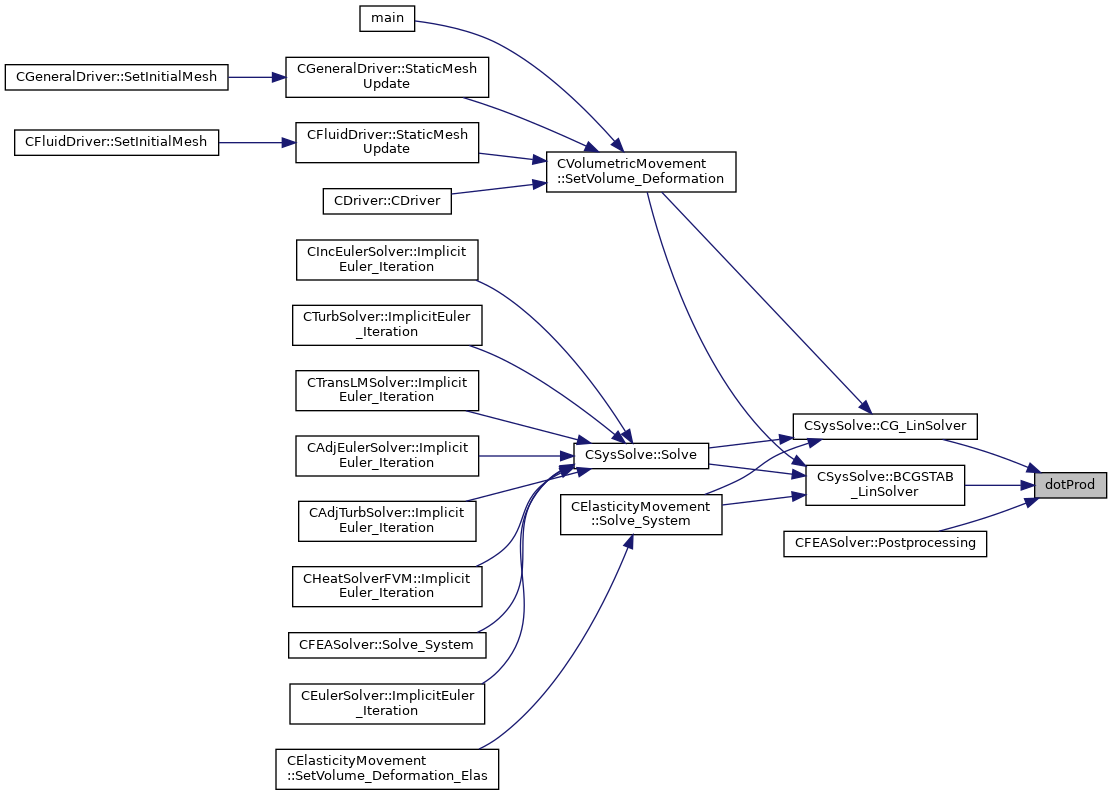 main
CGeneralDriver::StaticMesh
Update
CGeneralDriver::SetInitialMesh
CFluidDriver::StaticMesh
Update
CFluidDriver::SetInitialMesh
CVolumetricMovement
::SetVolume_Deformation
CDriver::CDriver
CIncEulerSolver::Implicit
Euler_Iteration
CTurbSolver::ImplicitEuler
_Iteration
CTransLMSolver::Implicit
Euler_Iteration
CSysSolve::CG_LinSolver
CAdjEulerSolver::Implicit
Euler_Iteration
CSysSolve::Solve
CSysSolve::BCGSTAB
_LinSolver
dotProd
CAdjTurbSolver::Implicit
Euler_Iteration
CElasticityMovement
::Solve_System
CFEASolver::Postprocessing
CHeatSolverFVM::Implicit
Euler_Iteration
CFEASolver::Solve_System
CEulerSolver::ImplicitEuler
_Iteration
CElasticityMovement
::SetVolume_Deformation_Elas